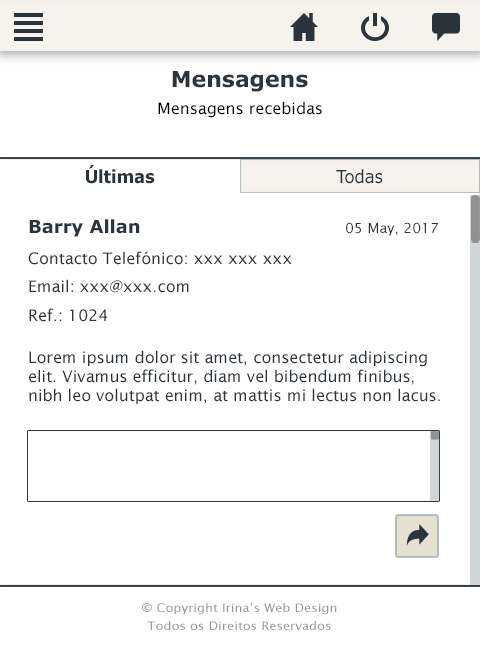 Mensagens
Mensagens recebidas
Últimas
Todas
Barry Allan
05 May, 2017
Contacto Telefónico: xxx xxx xxx
Email: xxx@xxx.com
Ref.: 1024
Lorem ipsum dolor sit amet, consectetur adipiscing
elit. Vivamus efficitur, diam vel bibendum finibus,
nibh leo volutpat enim, at mattis mi lectus non lacus.
© Copyright Irina's Web Design
Todos os Direitos Reservados